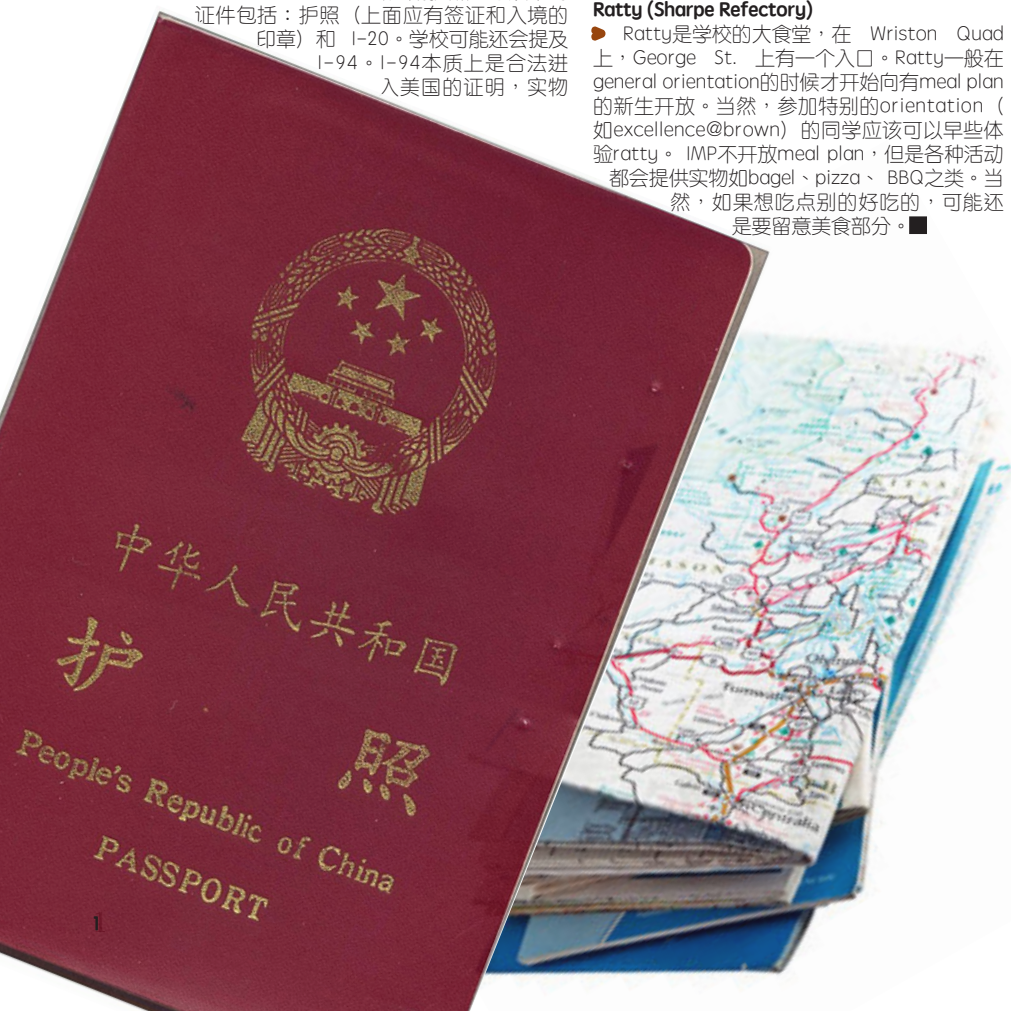 证件包括：护照（上面应有签证和入境的
印章）和 I-20。学校可能还会提及
I-94。I-94本质上是合法进
入美国的证明，实物
Ratty (Sharpe Refectory)
Ratty是学校的大食堂，在 Wriston Quad
上，George St. 上有一个入口。Ratty一般在
general orientation的时候才开始向有meal plan
的新生开放。当然，参加特别的orientation（
如excellence@brown）的同学应该可以早些体
验ratty。 IMP不开放meal plan，但是各种活动
都会提供实物如bagel、pizza、 BBQ之类。当
然，如果想吃点别的好吃的，可能还
是要留意美食部分。■
中华人民共和国
护
照
People's Republic of China
PASSPORT
1
Olympia
Tumwater
Lacey
Centralia